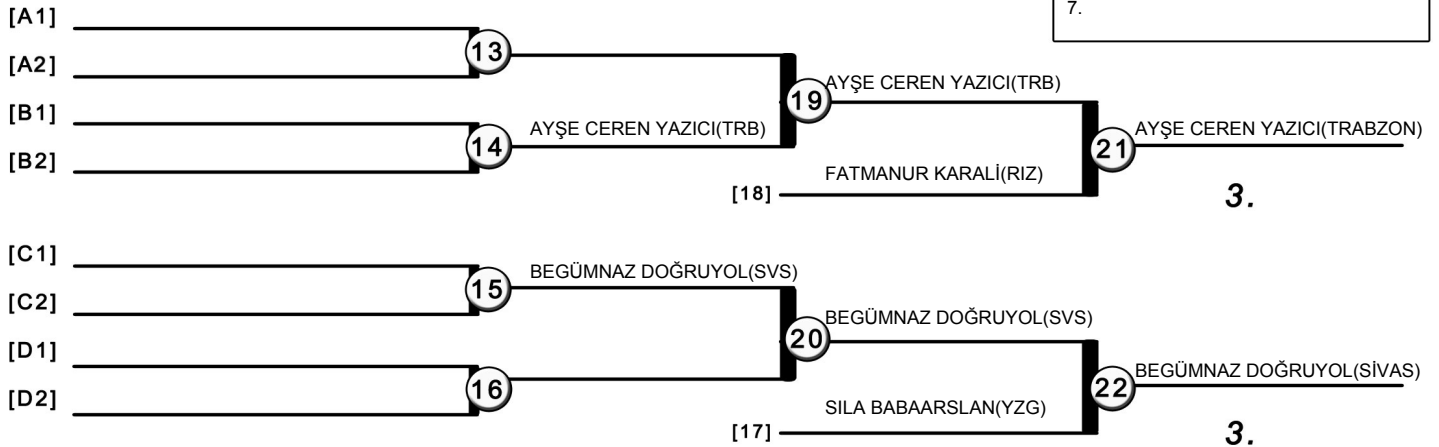 7.
[A1]
13
[A2]
19
AYŞE CEREN YAZICI(TRB)
[B1]
14
AYŞE CEREN YAZICI(TRB)
21
AYŞE CEREN YAZICI(TRABZON)
[B2]
FATMANUR KARALİ(RIZ)
[18]
3.
[C1]
15
BEGÜMNAZ DOĞRUYOL(SVS)
[C2]
20
BEGÜMNAZ DOĞRUYOL(SVS)
[D1]
16
22
BEGÜMNAZ DOĞRUYOL(SİVAS)
[D2]
SILA BABAARSLAN(YZG)
[17]
3.